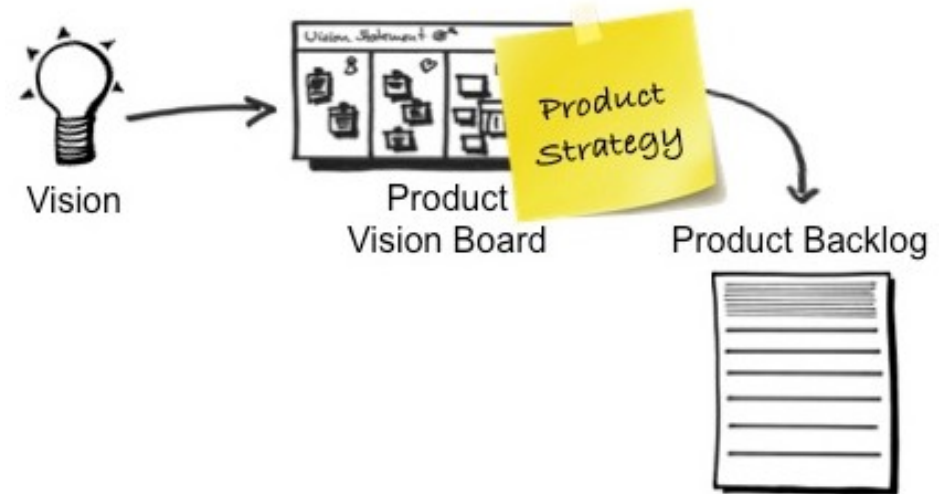 Vision Statement
Product
Strategy
Vision
Product
Vision Board
Product Backlog